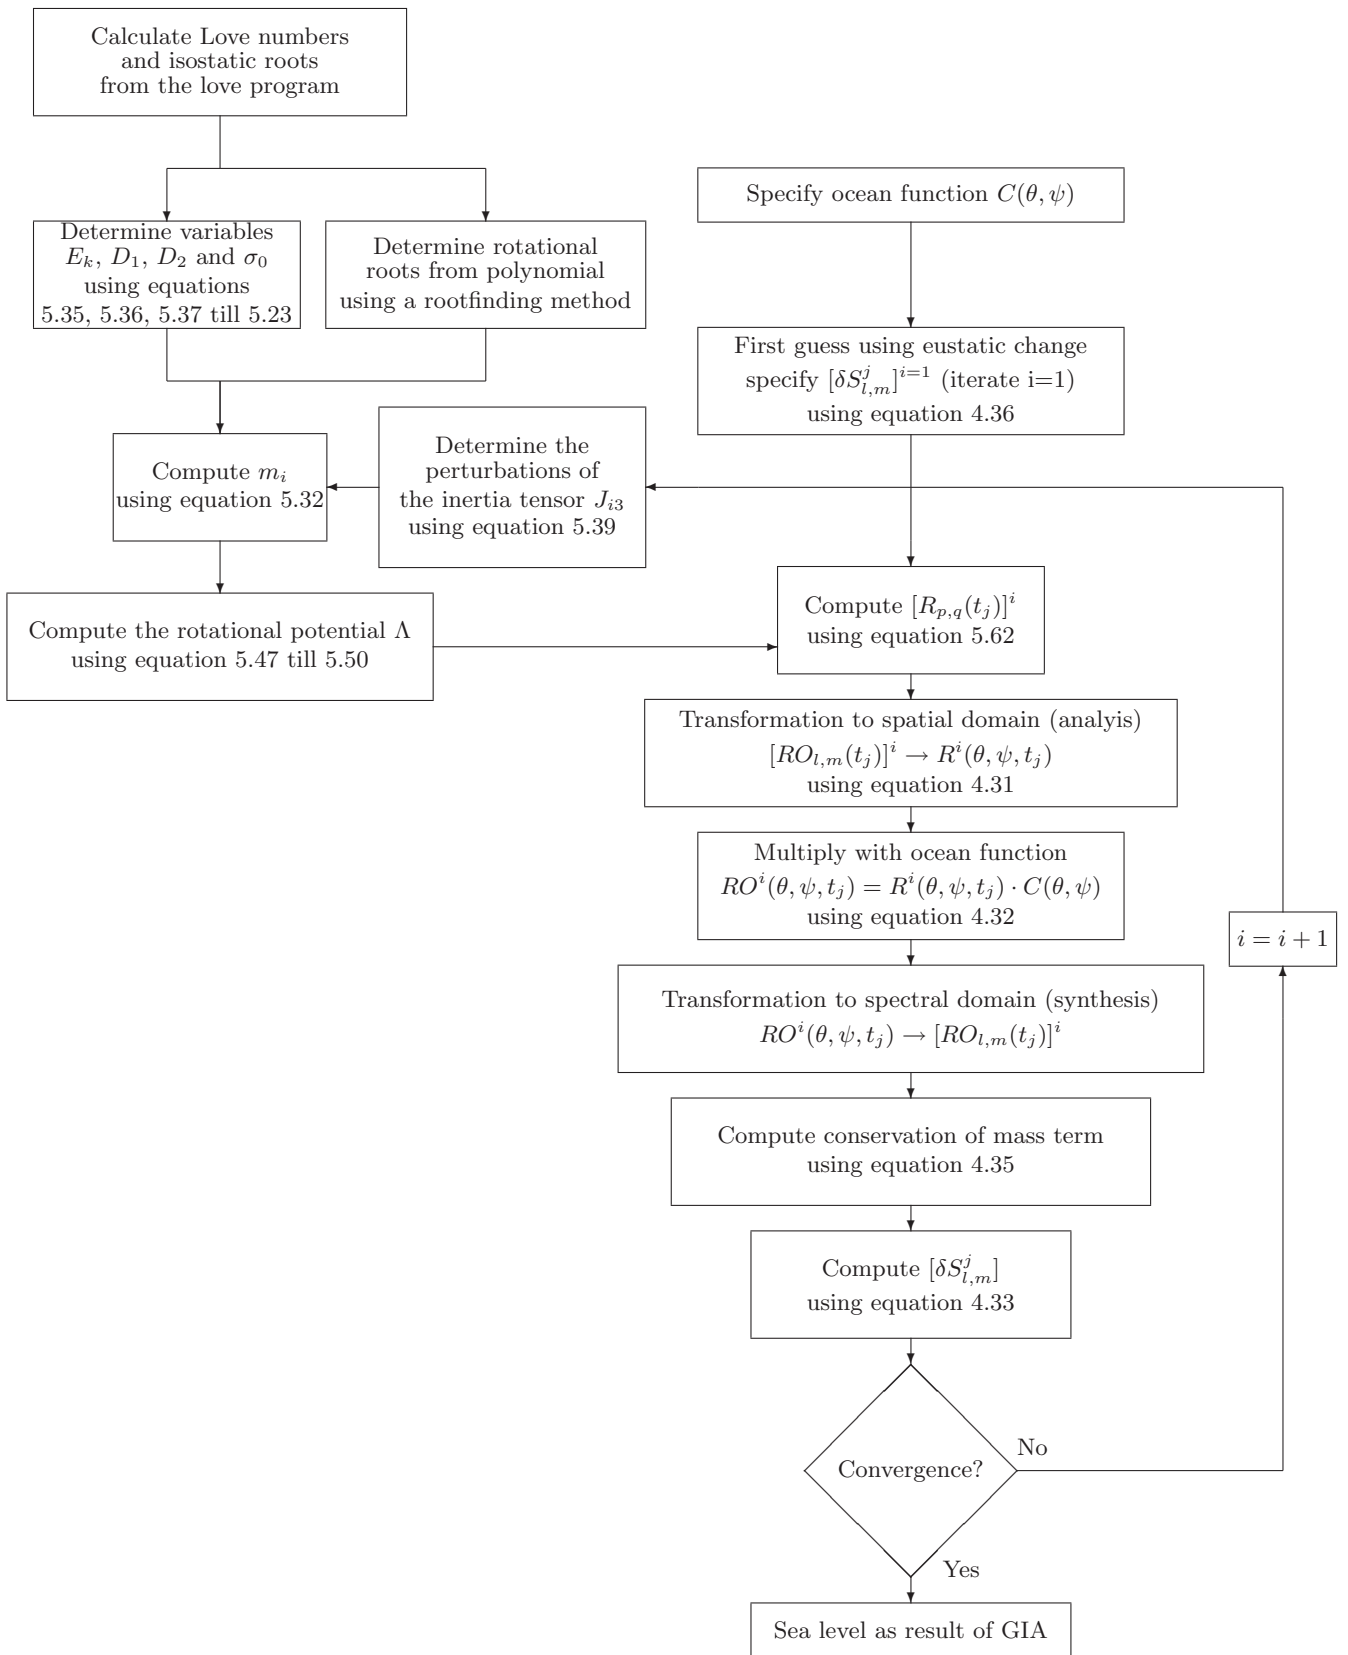 Calculate Love numbers
and isostatic roots
from the love program
Specify ocean function C(θ, ψ)
Determine variables
E_k, D_1, D_2 and σ_0
using equations
5.35, 5.36, 5.37 till 5.23
Determine rotational
roots from polynomial
using a rootfinding method
First guess using eustatic change
specify [δS^j_{l,m}]^{i=1} (iterate i=1)
using equation 4.36
Compute m_i
using equation 5.32
Determine the
perturbations of
the inertia tensor J_{i3}
using equation 5.39
Compute [R_{p,q}(t_j)]^i
using equation 5.62
Compute the rotational potential Λ
using equation 5.47 till 5.50
Transformation to spatial domain (analyis)
[RO_{l,m}(t_j)]^i → R^i(θ, ψ, t_j)
using equation 4.31
Multiply with ocean function
RO^i(θ, ψ, t_j) = R^i(θ, ψ, t_j) · C(θ, ψ)
using equation 4.32
i = i + 1
Transformation to spectral domain (synthesis)
RO^i(θ, ψ, t_j) → [RO_{l,m}(t_j)]^i
Compute conservation of mass term
using equation 4.35
Compute [δS^j_{l,m}]
using equation 4.33
Convergence?
No
Yes
Sea level as result of GIA